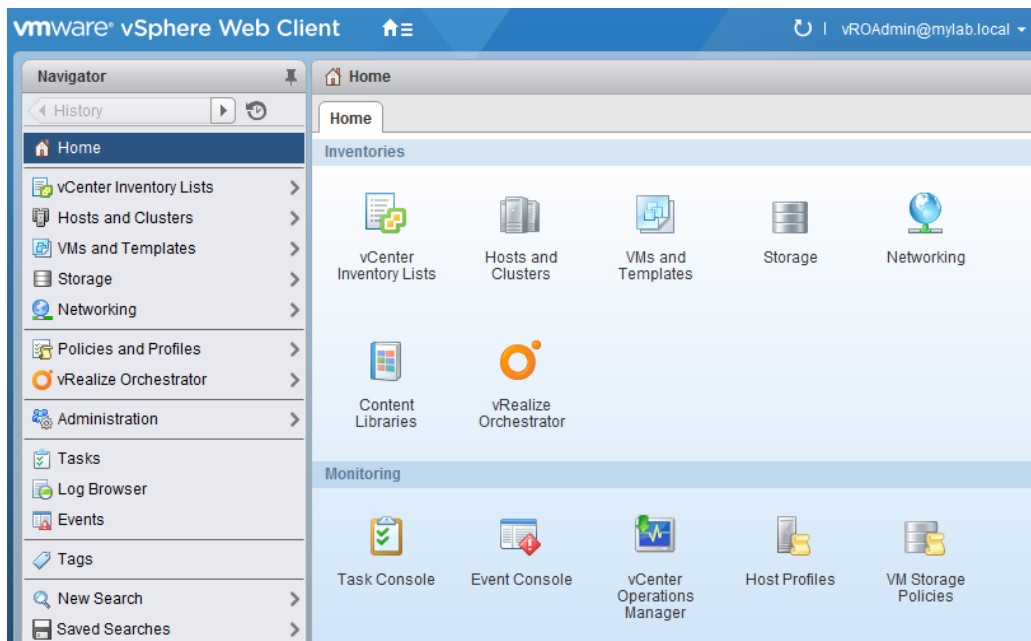 vmware® vSphere Web Client
vROAdmin@mylab.local
Navigator
History
Home
vCenter Inventory Lists
Hosts and Clusters
VMs and Templates
Storage
Networking
Policies and Profiles
vRealize Orchestrator
Administration
Tasks
Log Browser
Events
Tags
New Search
Saved Searches
Home
Home
Inventories
vCenter
Inventory Lists
Hosts and
Clusters
VMs and
Templates
Storage
Networking
Content
Libraries
vRealize
Orchestrator
Monitoring
Task Console
Event Console
vCenter
Operations
Manager
Host Profiles
VM Storage
Policies